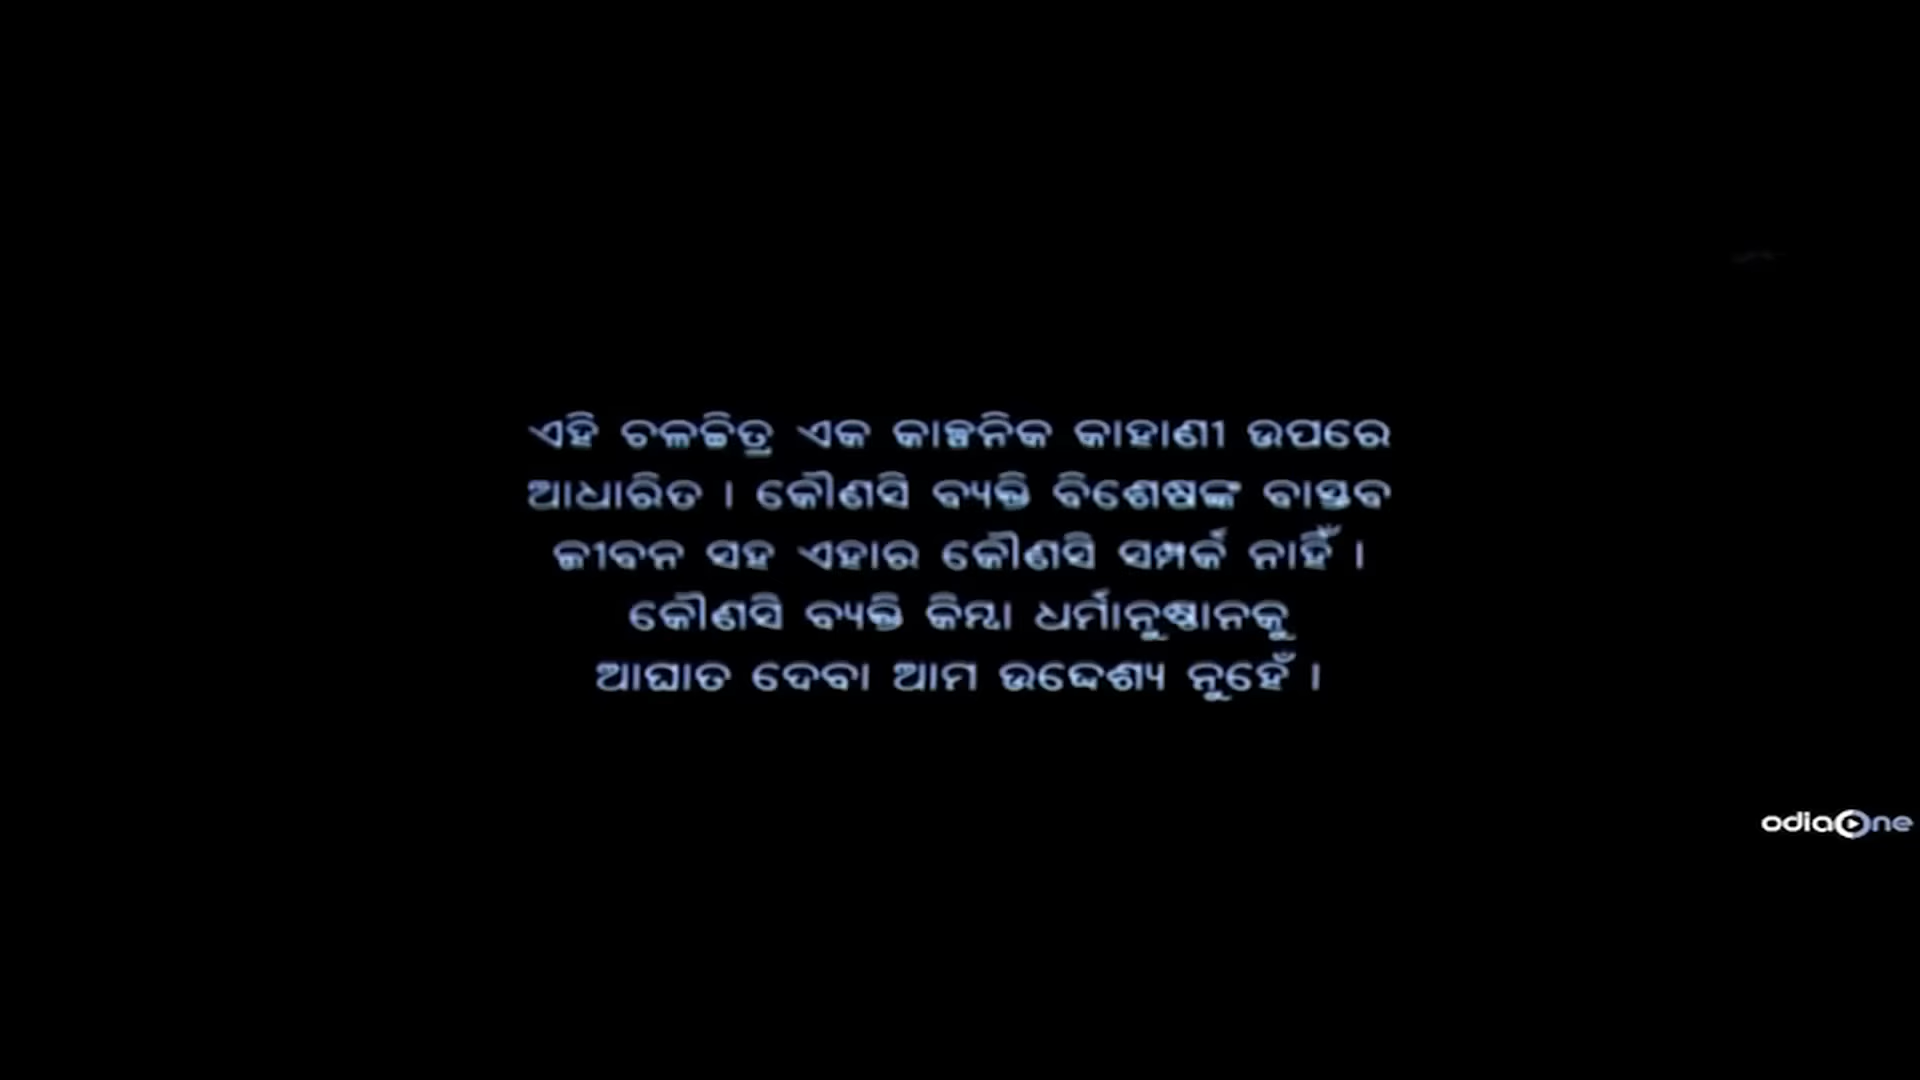 ଏହି ଚଳଚ୍ଚିତ୍ର ଏକ କାଳ୍ପନିକ କାହାଣୀ ଉପରେ
ଆଧାରିତ । କୌଣସି ବ୍ୟକ୍ତି ବିଶେଷଙ୍କ ବାସ୍ତବ
ଜୀବନ ସହ ଏହାର କୌଣସି ସମ୍ପର୍କ ନାହିଁ ।
କୌଣସି ବ୍ୟକ୍ତି କିମ୍ବା ଧର୍ମାନୁଷ୍ଠାନକୁ
ଆଘାତ ଦେବା ଆମ ଉଦ୍ଦେଶ୍ୟ ନୁହେଁ ।
odiaOne